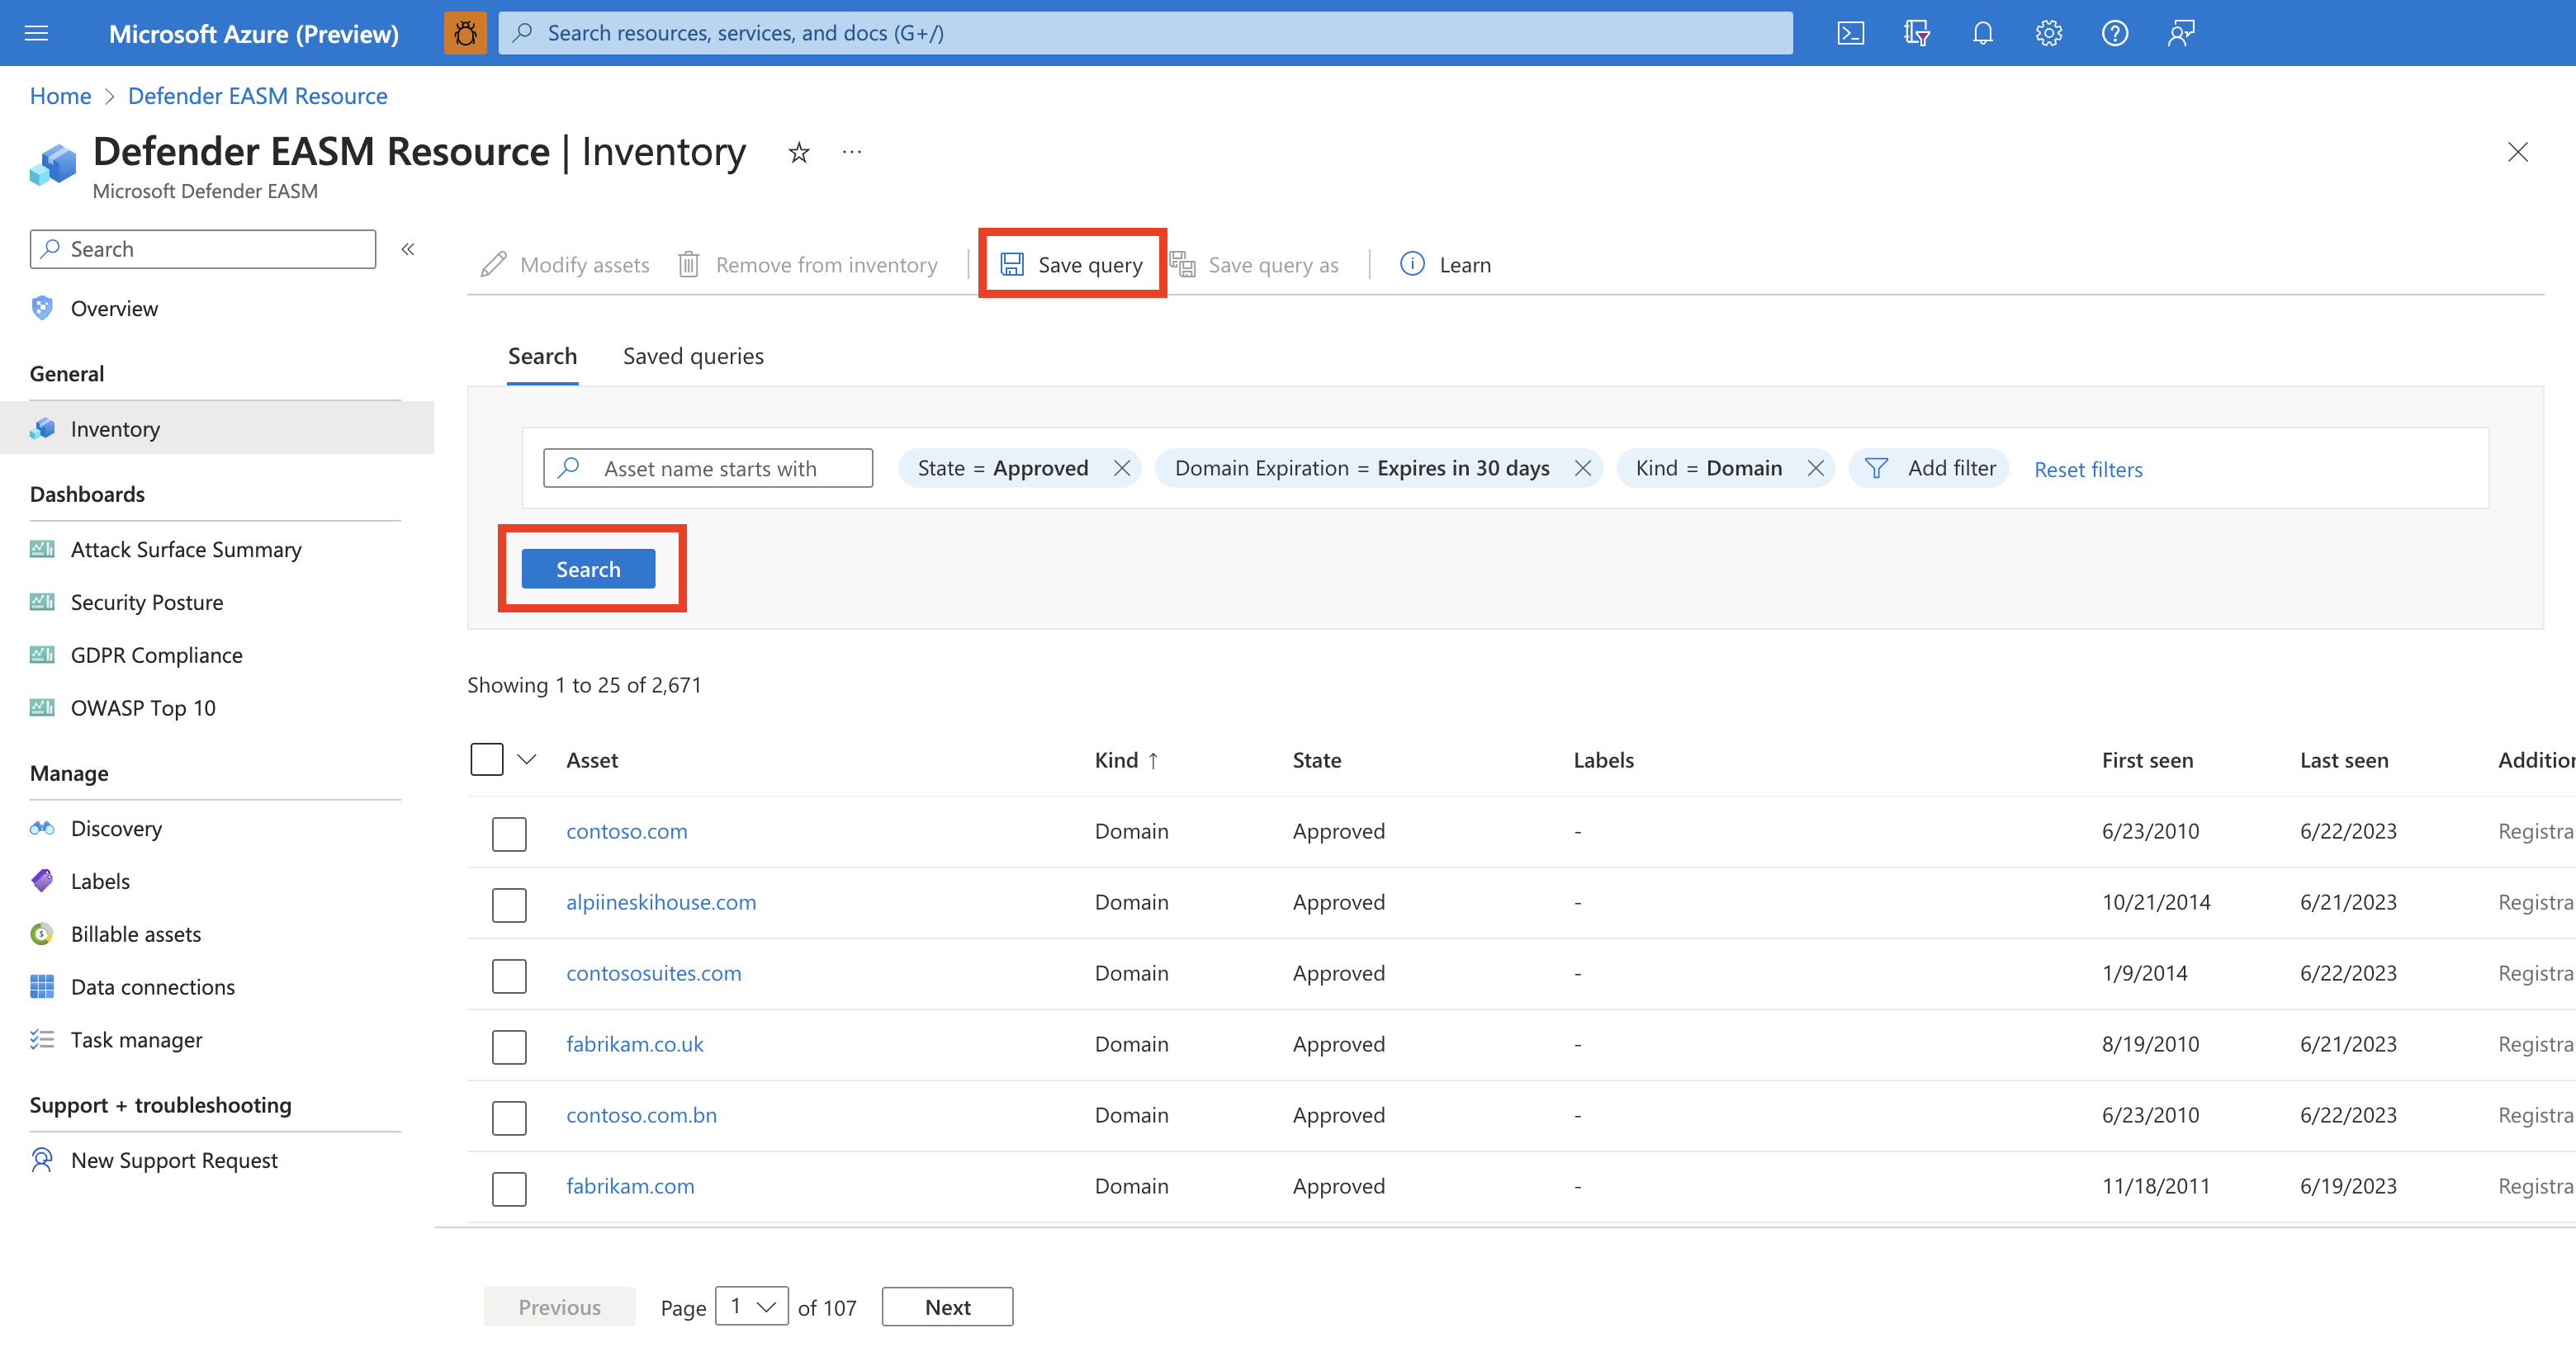 Microsoft Azure (Preview)
Search resources, services, and docs (G+/)
Home > Defender EASM Resource
Defender EASM Resource | Inventory
Microsoft Defender EASM
Search
Overview
General
Inventory
Dashboards
Attack Surface Summary
Security Posture
GDPR Compliance
OWASP Top 10
Manage
Discovery
Labels
Billable assets
Data connections
Task manager
Support + troubleshooting
New Support Request
Modify assets Remove from inventory Save query Save query as Learn
Search Saved queries
Asset name starts with State = Approved Domain Expiration = Expires in 30 days Kind = Domain Add filter Reset filters
Search
Showing 1 to 25 of 2,671
Asset Kind ↑ State Labels First seen Last seen Addition
contoso.com Domain Approved - 6/23/2010 6/22/2023 Registra
alpiineskihouse.com Domain Approved - 10/21/2014 6/21/2023 Registra
contososuites.com Domain Approved - 1/9/2014 6/22/2023 Registra
fabrikam.co.uk Domain Approved - 8/19/2010 6/21/2023 Registra
contoso.com.bn Domain Approved - 6/23/2010 6/22/2023 Registra
fabrikam.com Domain Approved - 11/18/2011 6/19/2023 Registra
Previous Page 1 of 107 Next